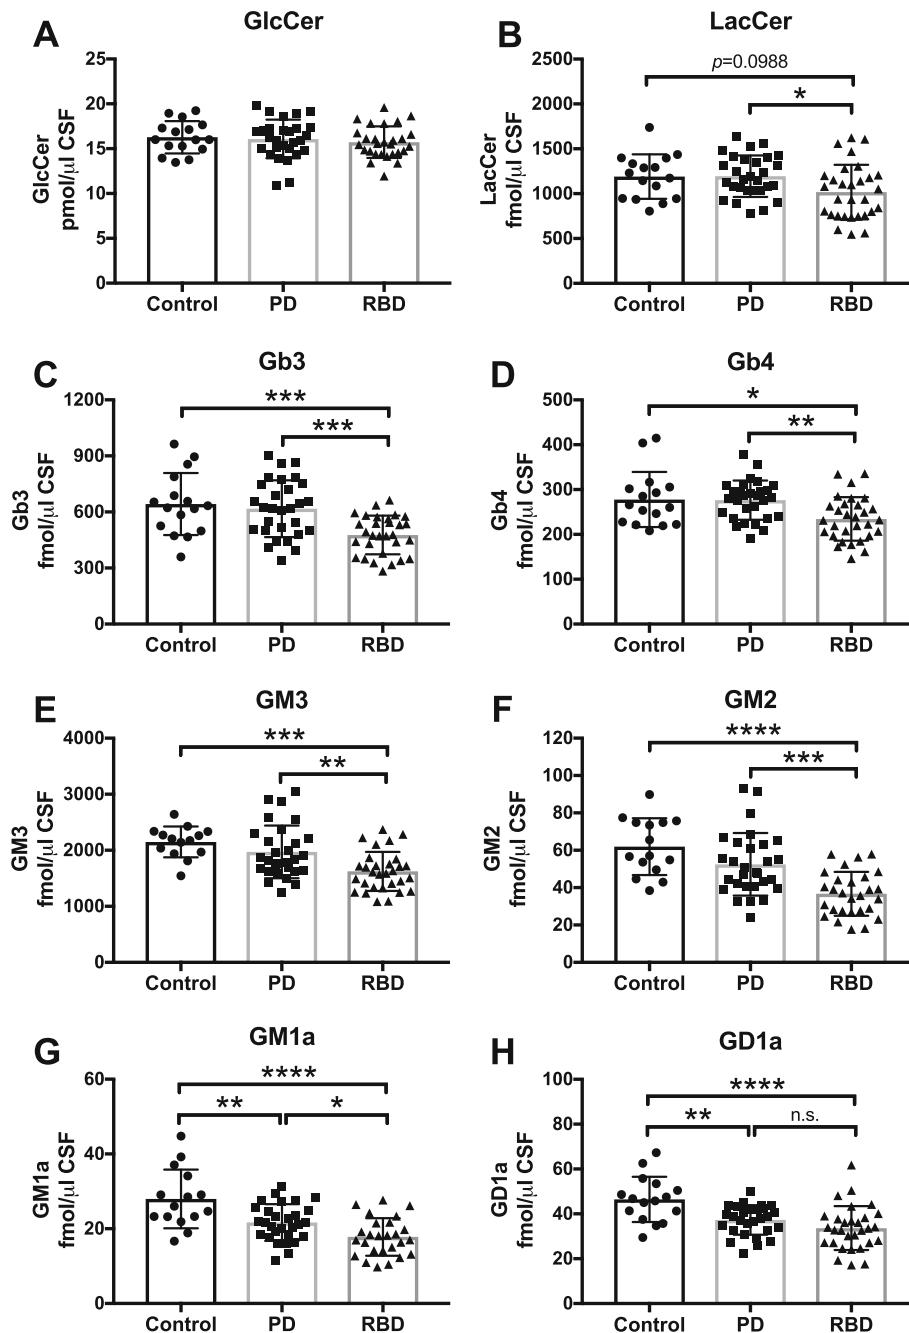 A
GlcCer
GlcCer
pmol/µl CSF
25
20
15
10
5
0
Control PD RBD
B
LacCer
LacCer
fmol/µl CSF
2500
2000
1500
1000
500
0
p=0.0988
*
Control PD RBD
C
Gb3
Gb3
fmol/µl CSF
1200
900
600
300
0
***
***
Control PD RBD
D
Gb4
Gb4
fmol/µl CSF
500
400
300
200
100
0
*
**
Control PD RBD
E
GM3
GM3
fmol/µl CSF
4000
3000
2000
1000
0
***
**
Control PD RBD
F
GM2
GM2
fmol/µl CSF
120
100
80
60
40
20
0
****
***
Control PD RBD
G
GM1a
GM1a
fmol/µl CSF
60
40
20
0
****
** *
Control PD RBD
H
GD1a
GD1a
fmol/µl CSF
100
80
60
40
20
0
****
** n.s.
Control PD RBD